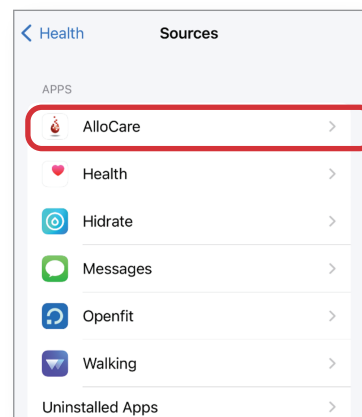 Health
Sources
APPS
AlloCare
Health
Hidrate
Messages
Openfit
Walking
Uninstalled Apps